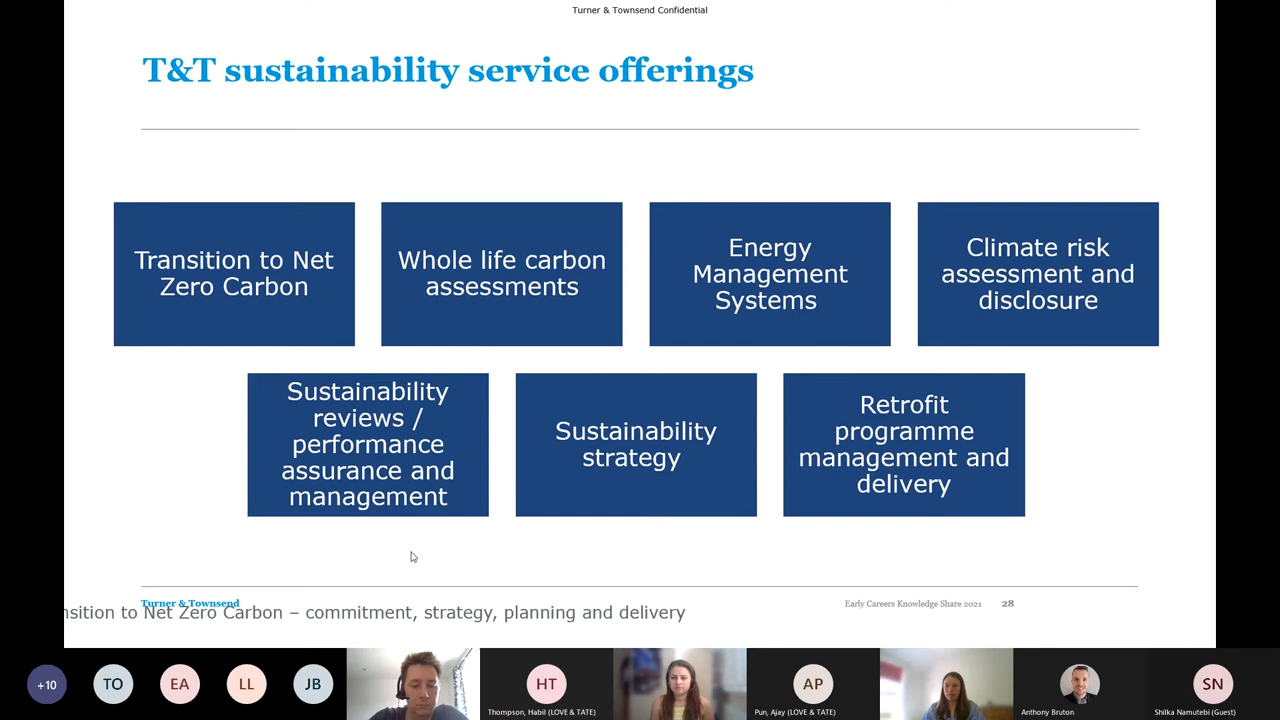 Turner & Townsend Confidential
T&T sustainability service offerings
Transition to Net
Zero Carbon
Whole life carbon
assessments
Energy
Management
Systems
Climate risk
assessment and
disclosure
Sustainability
reviews /
performance
assurance and
management
Sustainability
strategy
Retrofit
programme
management and
delivery
Turner & Townsend
Early Careers Knowledge Share 2021 28
nsition to Net Zero Carbon – commitment, strategy, planning and delivery
+10
TO
EA
LL
JB
HT
Thompson, Habil (LOVE & TATE)
AP
Pun, Ajay (LOVE & TATE)
Anthony Bruton
SN
Shilka Namutebi (Guest)